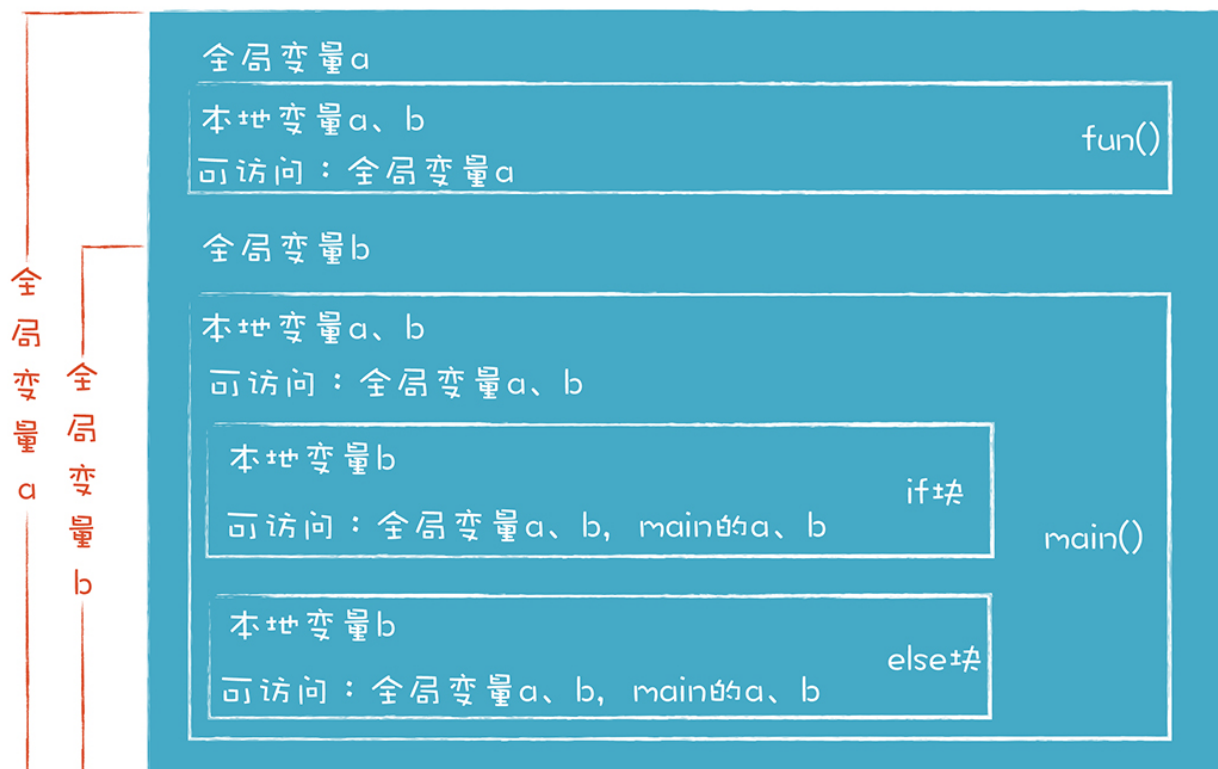 全局变量a
本地变量a、b
可访问：全局变量a
fun()
全局变量b
本地变量a、b
可访问：全局变量a、b
本地变量b
可访问：全局变量a、b, main的a、b
if块
本地变量b
可访问：全局变量a、b, main的a、b
else块
main()
全局变量a
全局变量b